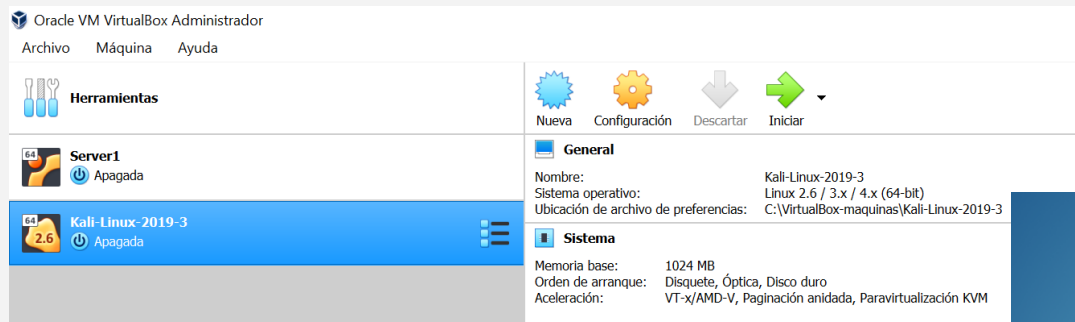 Oracle VM VirtualBox Administrador
Archivo Máquina Ayuda
Herramientas
Nueva Configuración Descartar Iniciar
64
Server1
Apagada
64
2.6
Kali-Linux-2019-3
Apagada
General
Nombre: Kali-Linux-2019-3
Sistema operativo: Linux 2.6 / 3.x / 4.x (64-bit)
Ubicación de archivo de preferencias: C:\VirtualBox-maquinas\Kali-Linux-2019-3
Sistema
Memoria base: 1024 MB
Orden de arranque: Disquete, Óptica, Disco duro
Aceleración: VT-x/AMD-V, Paginación anidada, Paravirtualización KVM